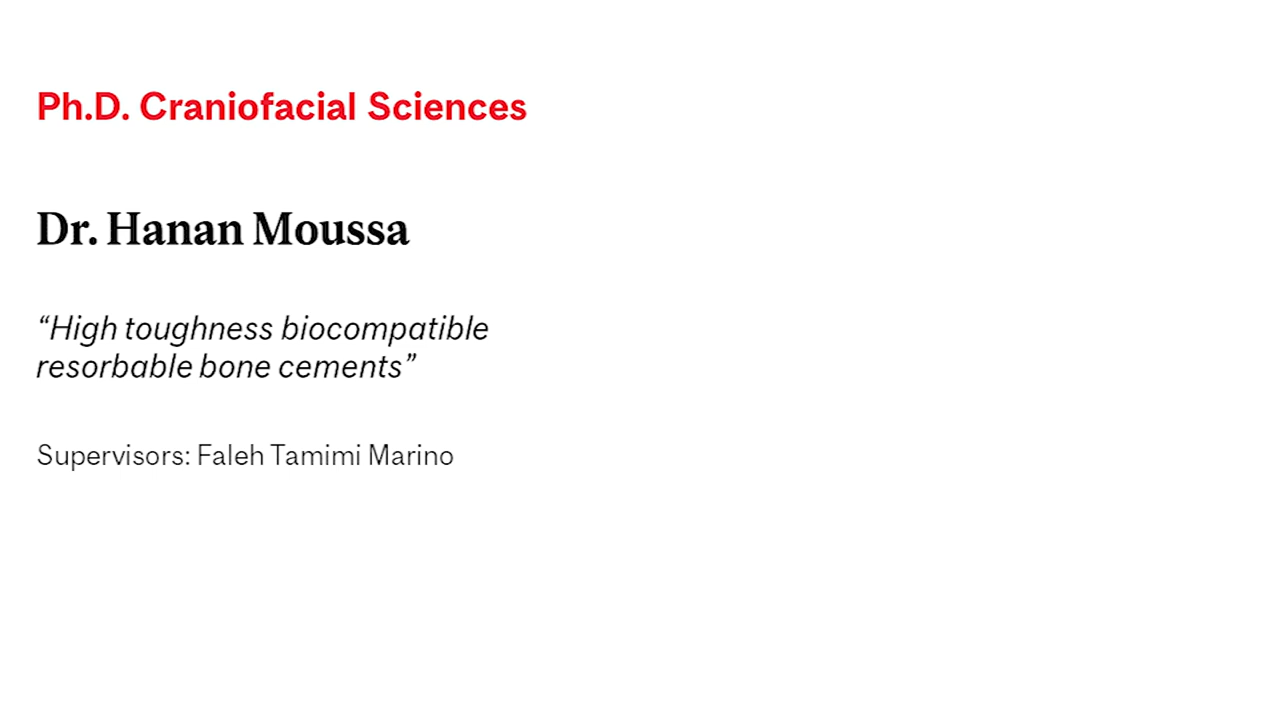 Ph.D. Craniofacial Sciences
Dr. Hanan Moussa
“High toughness biocompatible
resorbable bone cements”
Supervisors: Faleh Tamimi Marino